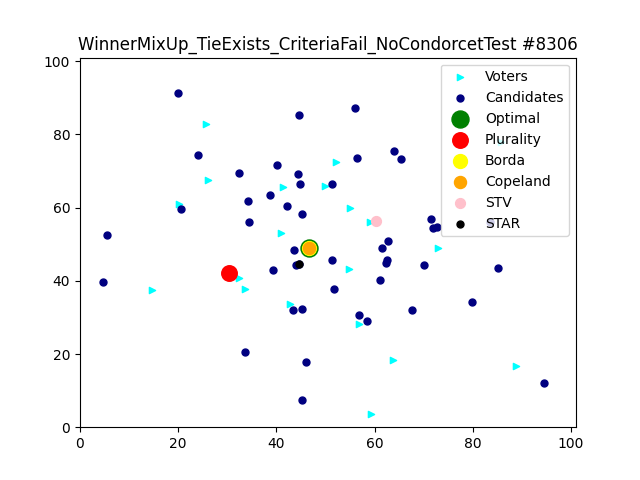 WinnerMixUp_TieExists_CriteriaFail_NoCondorcetTest #8306
100
80
60
40
20
0
0
20
40
60
80
100
Voters
Candidates
Optimal
Plurality
Borda
Copeland
STV
STAR